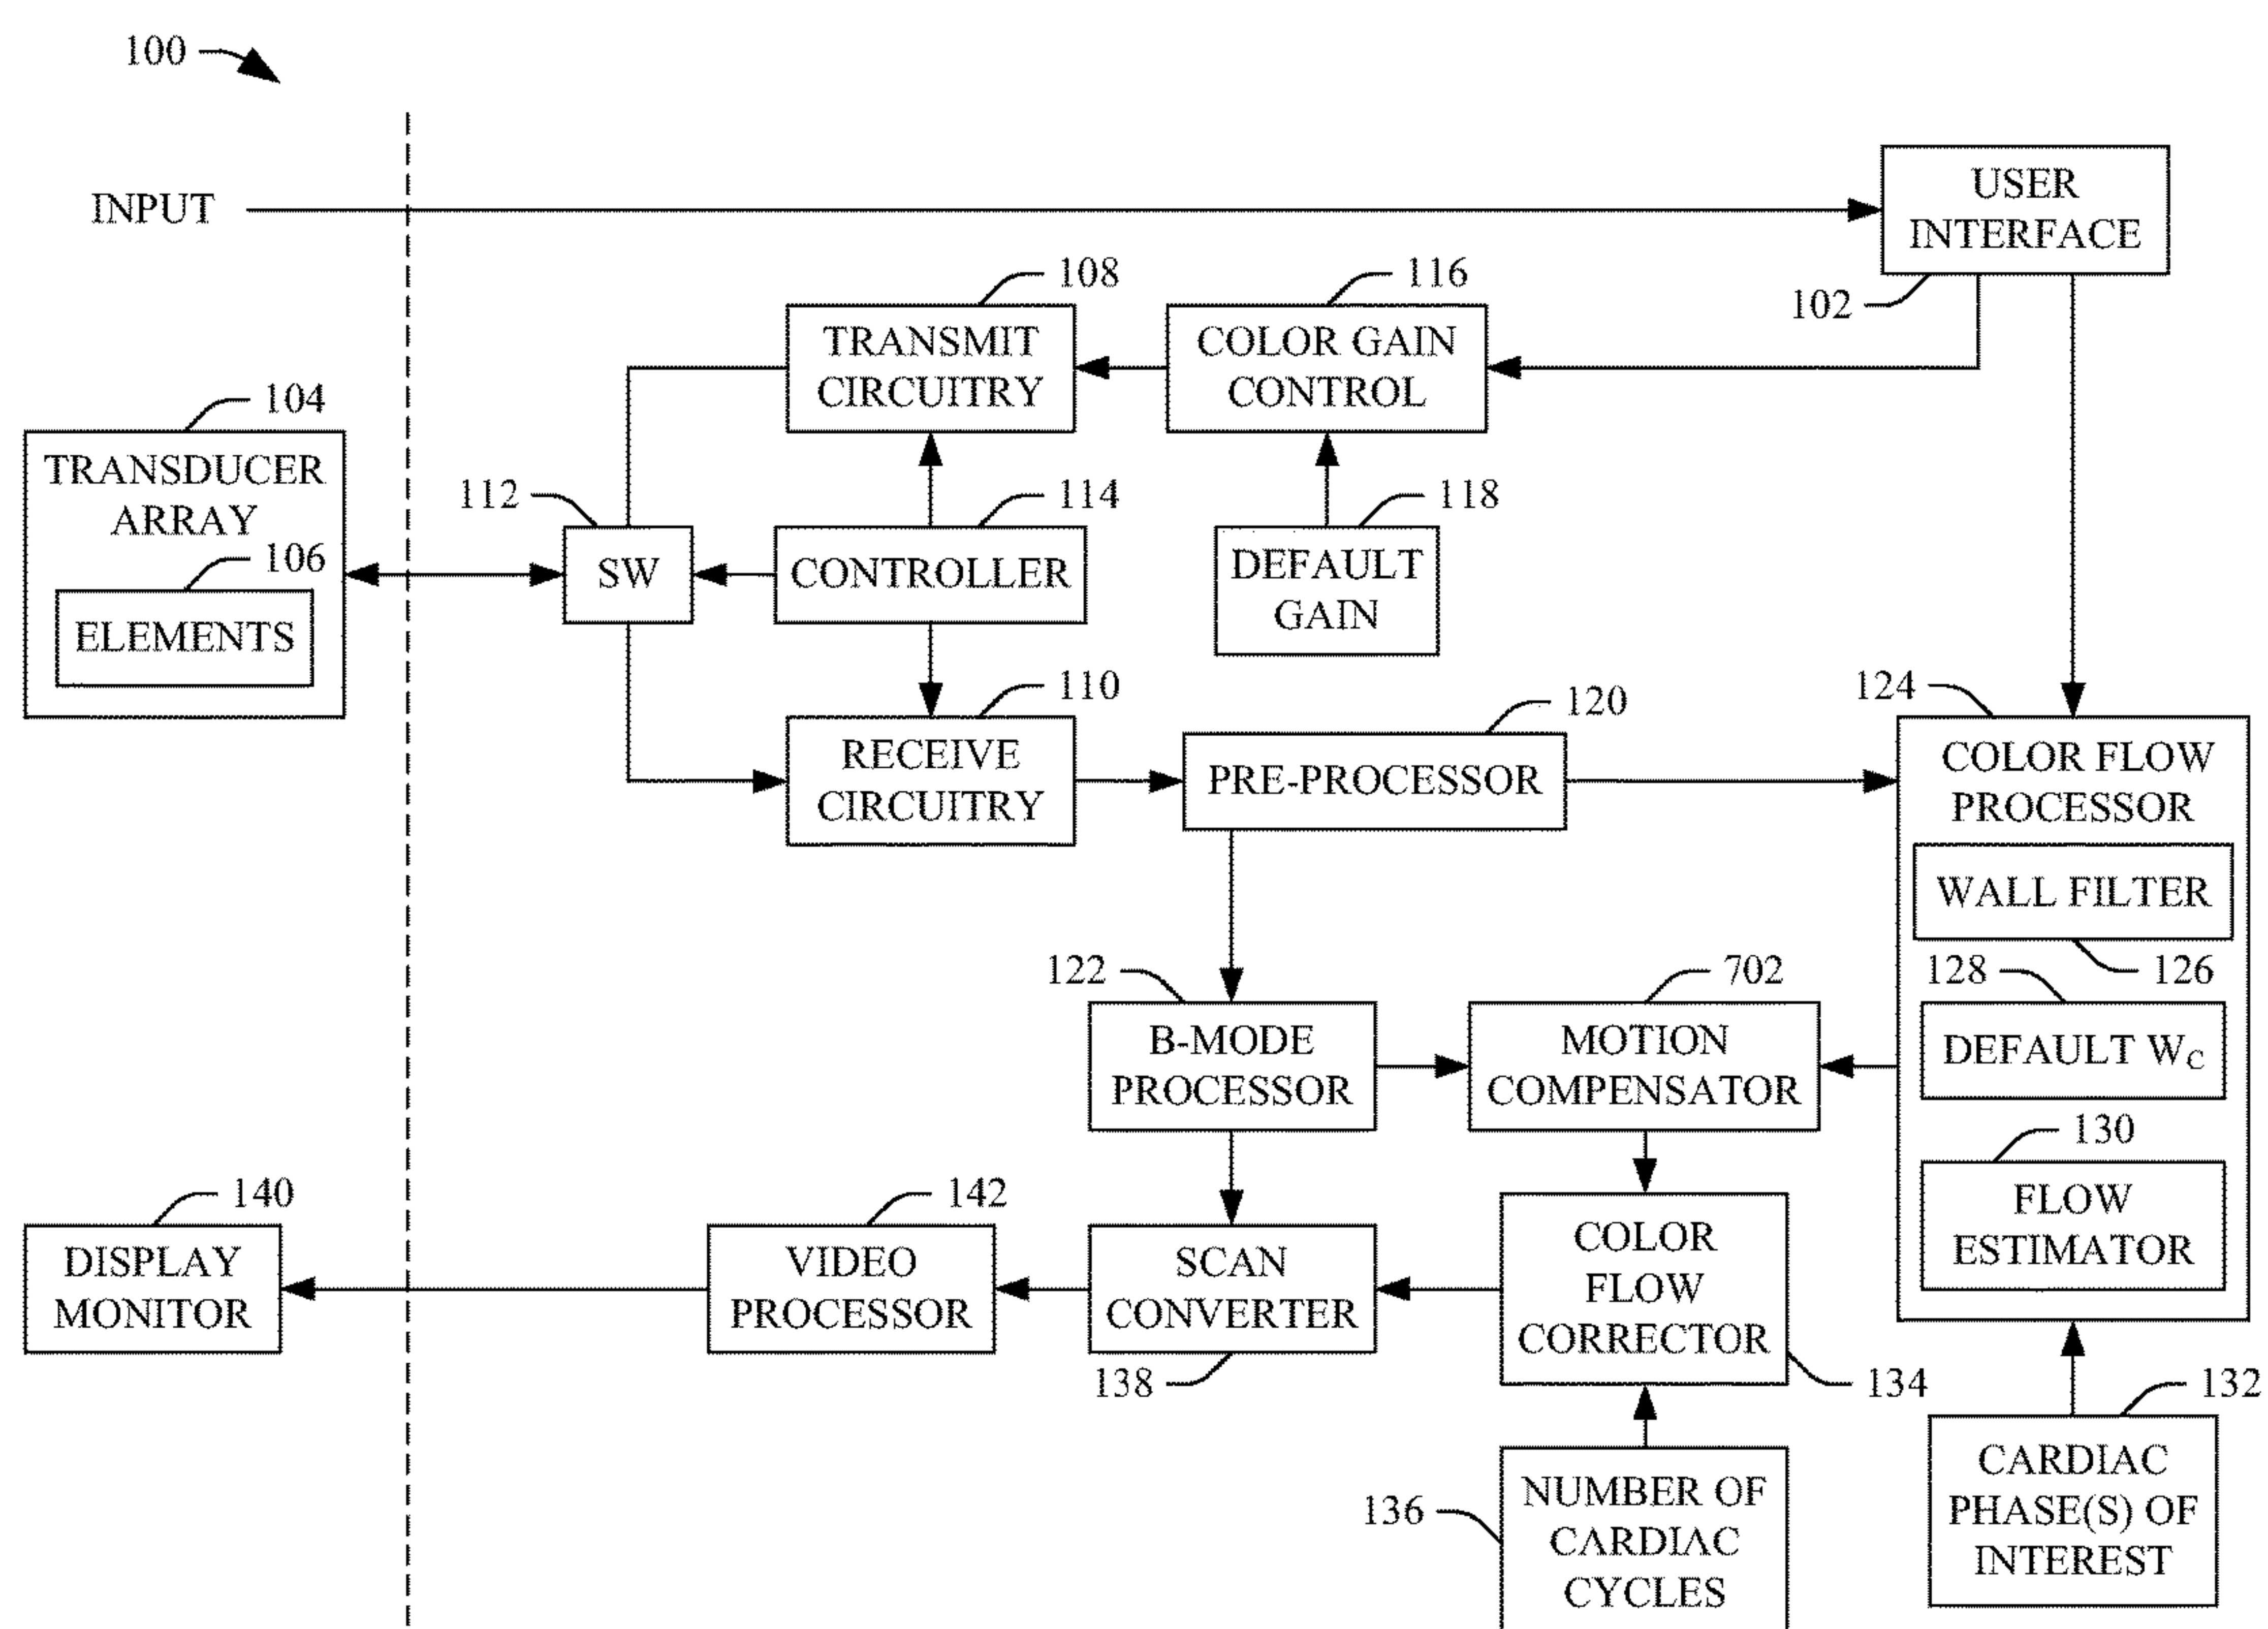 100
INPUT
USER
INTERFACE
102
108
TRANSMIT
CIRCUITRY
116
COLOR GAIN
CONTROL
104
TRANSDUCER
ARRAY
106
ELEMENTS
112
SW
114
CONTROLLER
118
DEFAULT
GAIN
110
RECEIVE
CIRCUITRY
120
PRE-PROCESSOR
124
COLOR FLOW
PROCESSOR
WALL FILTER
126
128
DEFAULT WC
130
FLOW
ESTIMATOR
122
B-MODE
PROCESSOR
702
MOTION
COMPENSATOR
140
DISPLAY
MONITOR
142
VIDEO
PROCESSOR
SCAN
CONVERTER
138
COLOR
FLOW
CORRECTOR
134
132
CARDIAC
PHASE(S) OF
INTEREST
136
NUMBER OF
CARDIAC
CYCLES